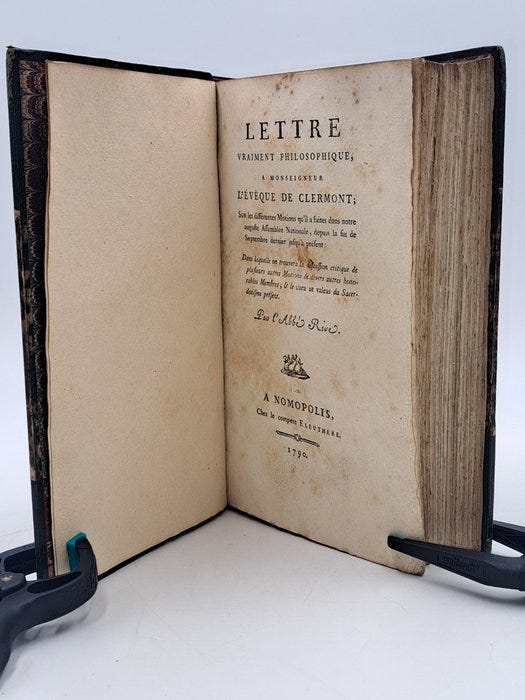 LETTRE
VRAIMENT PHILOSOPHIQUE,
A MONSEIGNEUR
L'ÉVÊQUE DE CLERMONT;
Sur les différentes Motions qu'il a faites dans notre
auguste Assemblée Nationale, depuis la fin de
Septembre dernier jusqu'à présent:
Dans laquelle on trouvera la discussion critique de
plusieurs autres Motions de divers autres hono-
rables Membres; & le cura ut valeas du Sacer-
dotisme présent.
Par l'Abbé Rive.
A NOMOPOLIS,
Chez le compere ELEUTHERE.
1790.